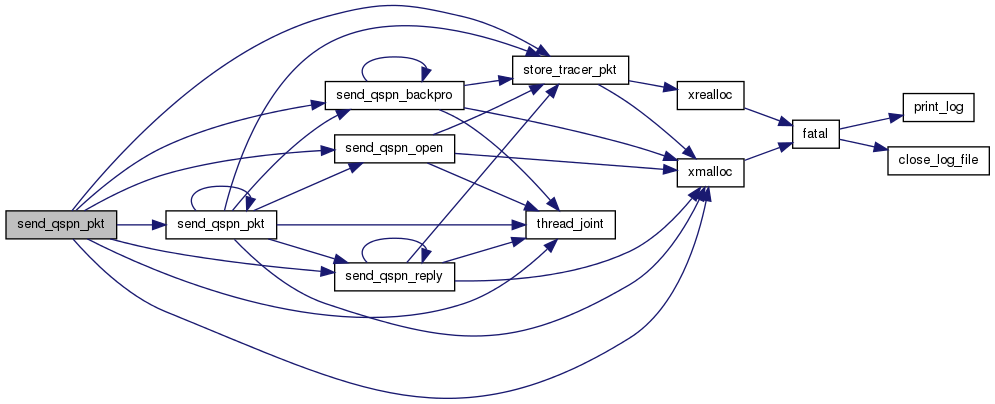 send_qspn_pkt
send_qspn_pkt
send_qspn_backpro
send_qspn_open
send_qspn_reply
store_tracer_pkt
thread_joint
xrealloc
xmalloc
fatal
print_log
close_log_file